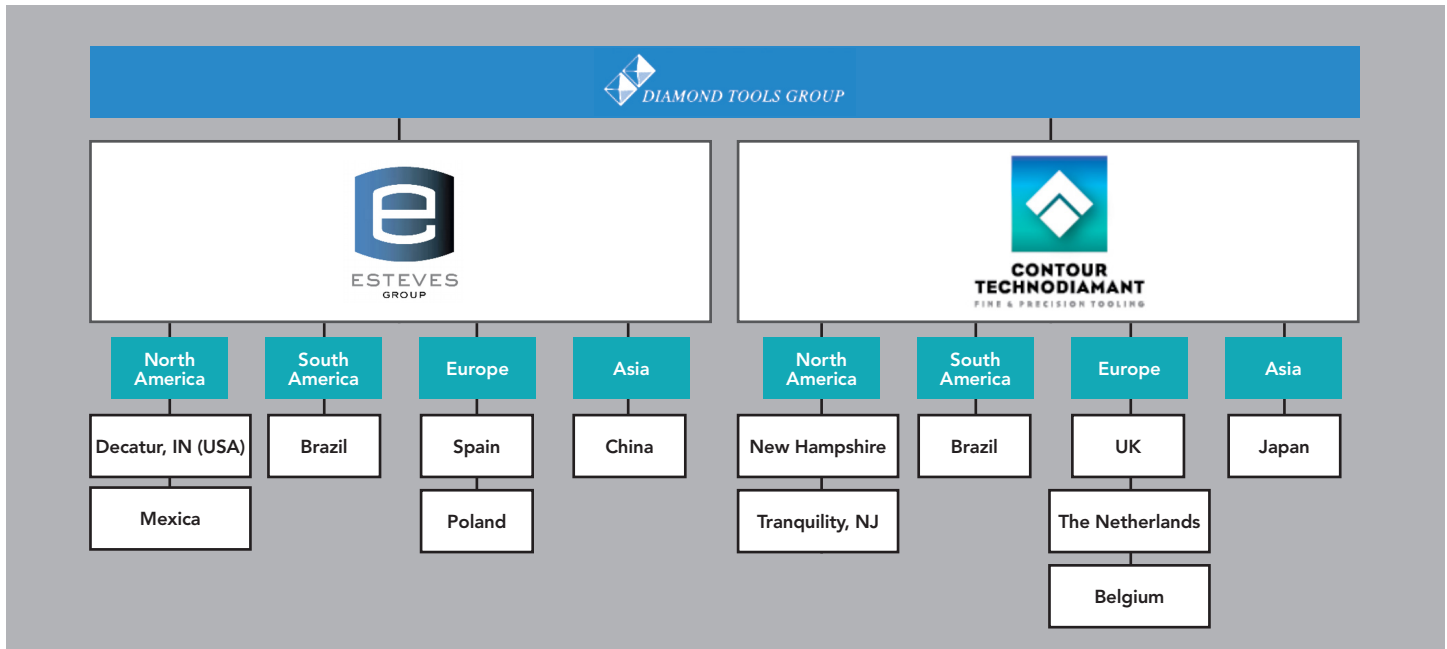 DIAMOND TOOLS GROUP
e
ESTEVES
GROUP
CONTOUR
TECHNODIAMANT
FINE & PRECISION TOOLING
North
America
South
America
Europe
Asia
North
America
South
America
Europe
Asia
Decatur, IN (USA)
Brazil
Spain
China
New Hampshire
Brazil
UK
Japan
Mexica
Poland
Tranquility, NJ
The Netherlands
Belgium